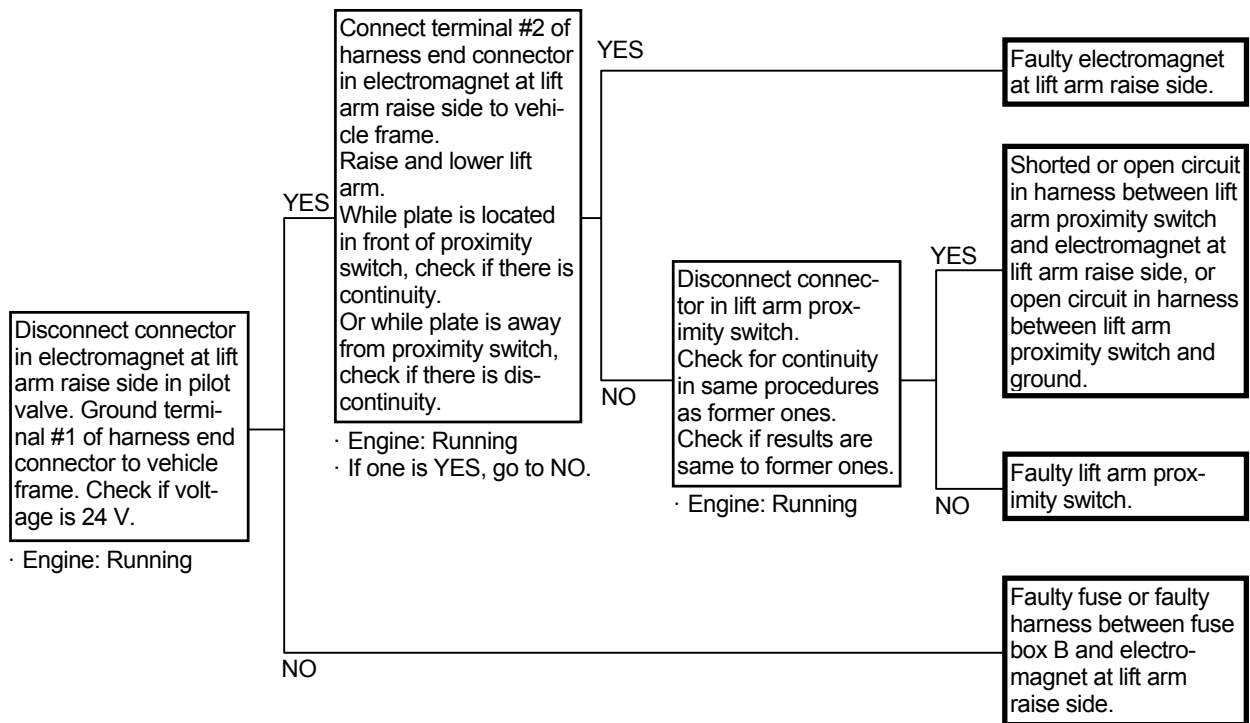 Disconnect connector
in electromagnet at lift
arm raise side in pilot
valve. Ground termi-
nal #1 of harness end
connector to vehicle
frame. Check if volt-
age is 24 V.
· Engine: Running
YES
NO
Connect terminal #2 of
harness end connector
in electromagnet at lift
arm raise side to vehi-
cle frame.
Raise and lower lift
arm.
While plate is located
in front of proximity
switch, check if there is
continuity.
Or while plate is away
from proximity switch,
check if there is dis-
continuity.
· Engine: Running
· If one is YES, go to NO.
YES
NO
Disconnect connec-
tor in lift arm prox-
imity switch.
Check for continuity
in same procedures
as former ones.
Check if results are
same to former ones.
· Engine: Running
YES
NO
Faulty electromagnet
at lift arm raise side.
Shorted or open circuit
in harness between lift
arm proximity switch
and electromagnet at
lift arm raise side, or
open circuit in harness
between lift arm
proximity switch and
ground.
Faulty lift arm prox-
imity switch.
Faulty fuse or faulty
harness between fuse
box B and electro-
magnet at lift arm
raise side.